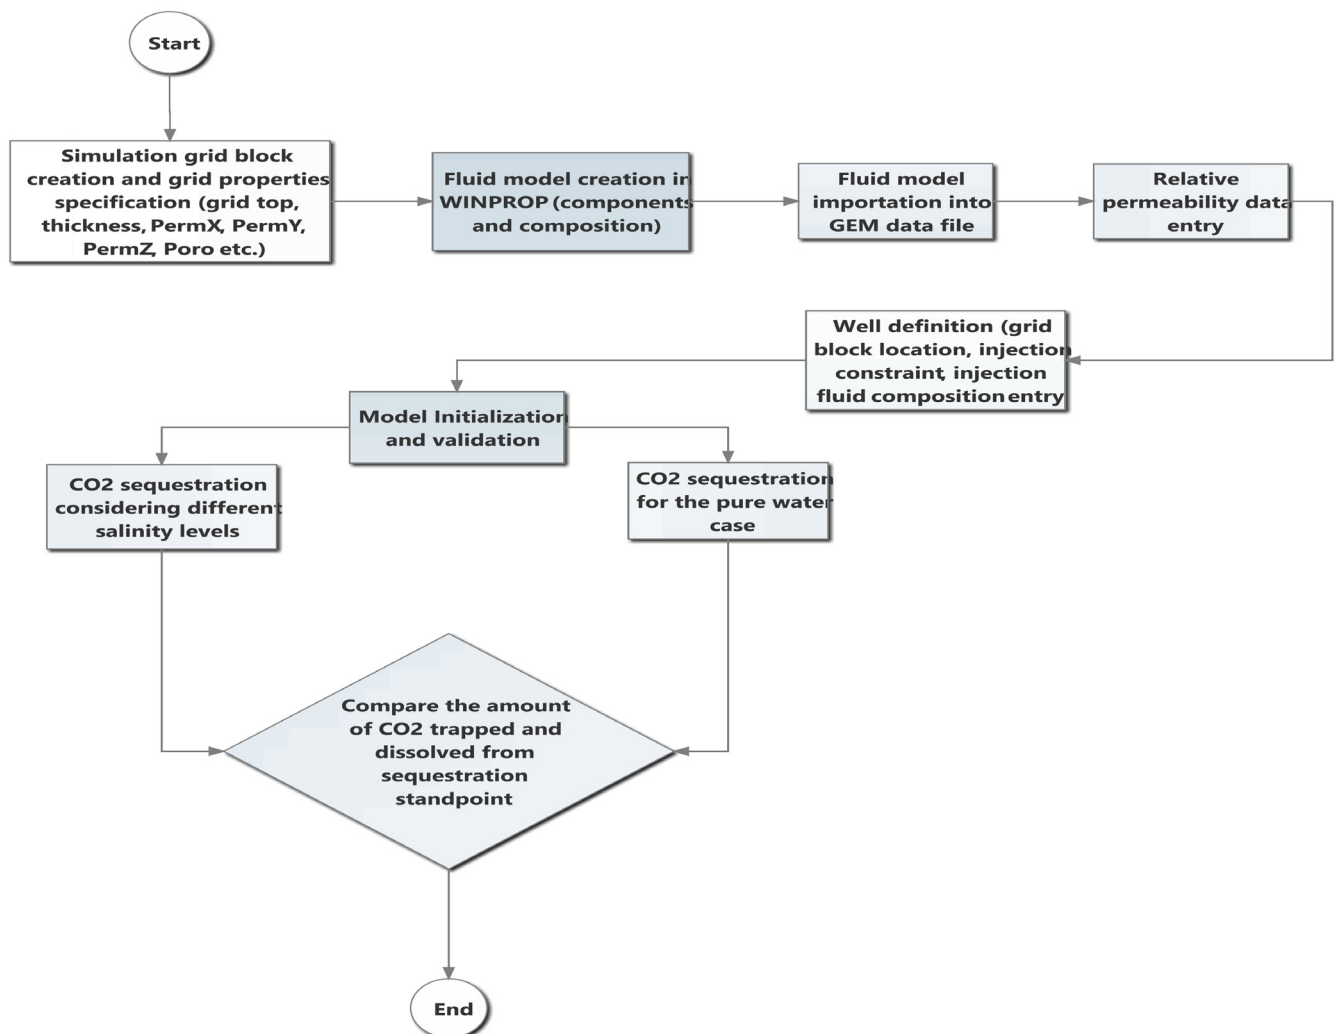 Start
Simulation grid block
creation and grid properties
specification (grid top,
thickness, PermX, PermY,
PermZ, Poro etc.)
Fluid model creation in
WINPROP (components
and composition)
Fluid model
importation into
GEM data file
Relative
permeability data
entry
Well definition (grid
block location, injection
constraint, injection
fluid composition entry
Model Initialization
and validation
CO2 sequestration
considering different
salinity levels
CO2 sequestration
for the pure water
case
Compare the amount
of CO2 trapped and
dissolved from
sequestration
standpoint
End